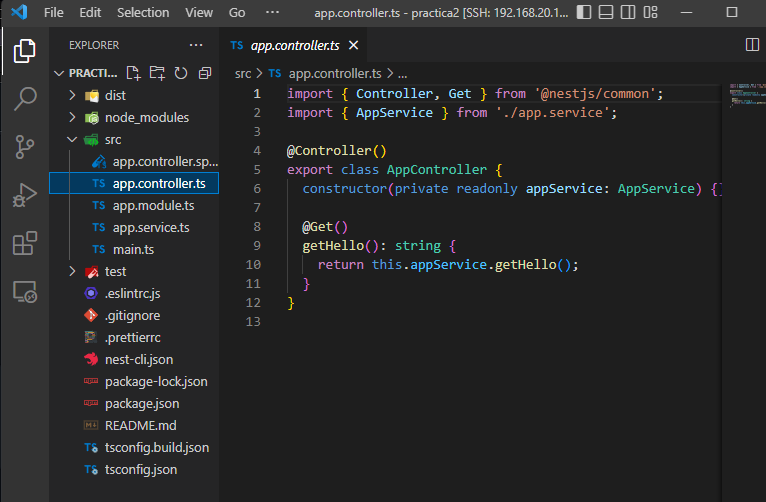 File Edit Selection View Go ··· app.controller.ts - practica2 [SSH: 192.168.20.1...
EXPLORER ···
PRACTI...
dist
node_modules
src
app.controller.sp...
TS app.controller.ts
TS app.module.ts
TS app.service.ts
TS main.ts
test
.eslintrc.js
.gitignore
.prettierrc
nest-cli.json
package-lock.json
package.json
README.md
TS tsconfig.build.json
TS tsconfig.json
TS app.controller.ts
src > TS app.controller.ts > ...
1 import { Controller, Get } from '@nestjs/common';
2 import { AppService } from './app.service';
3
4 @Controller()
5 export class AppController {
6 constructor(private readonly appService: AppService) {}
7
8 @Get()
9 getHello(): string {
10 return this.appService.getHello();
11 }
12 }
13